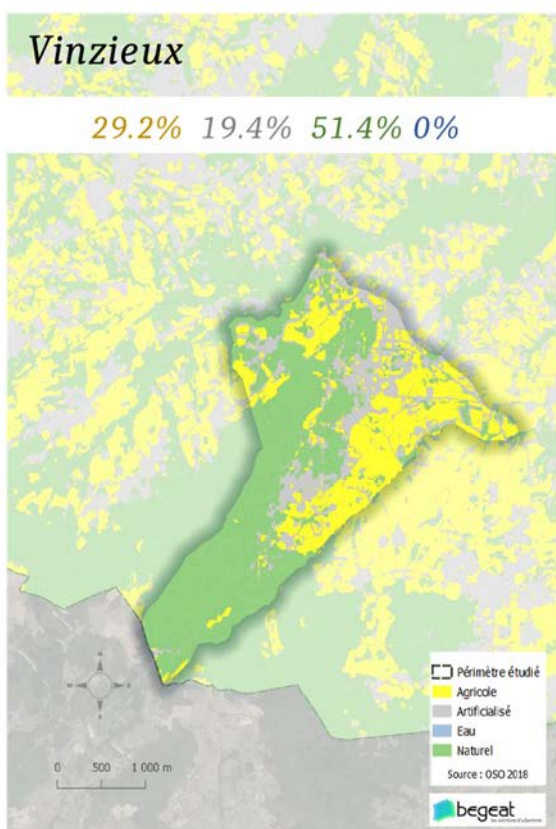 Vinzieux
29.2% 19.4% 51.4% 0%
Périmètre étudié
Agricole
Artificialisé
Eau
Naturel
Source : OSO 2018
N
W E
S
0 500 1 000 m
begeat